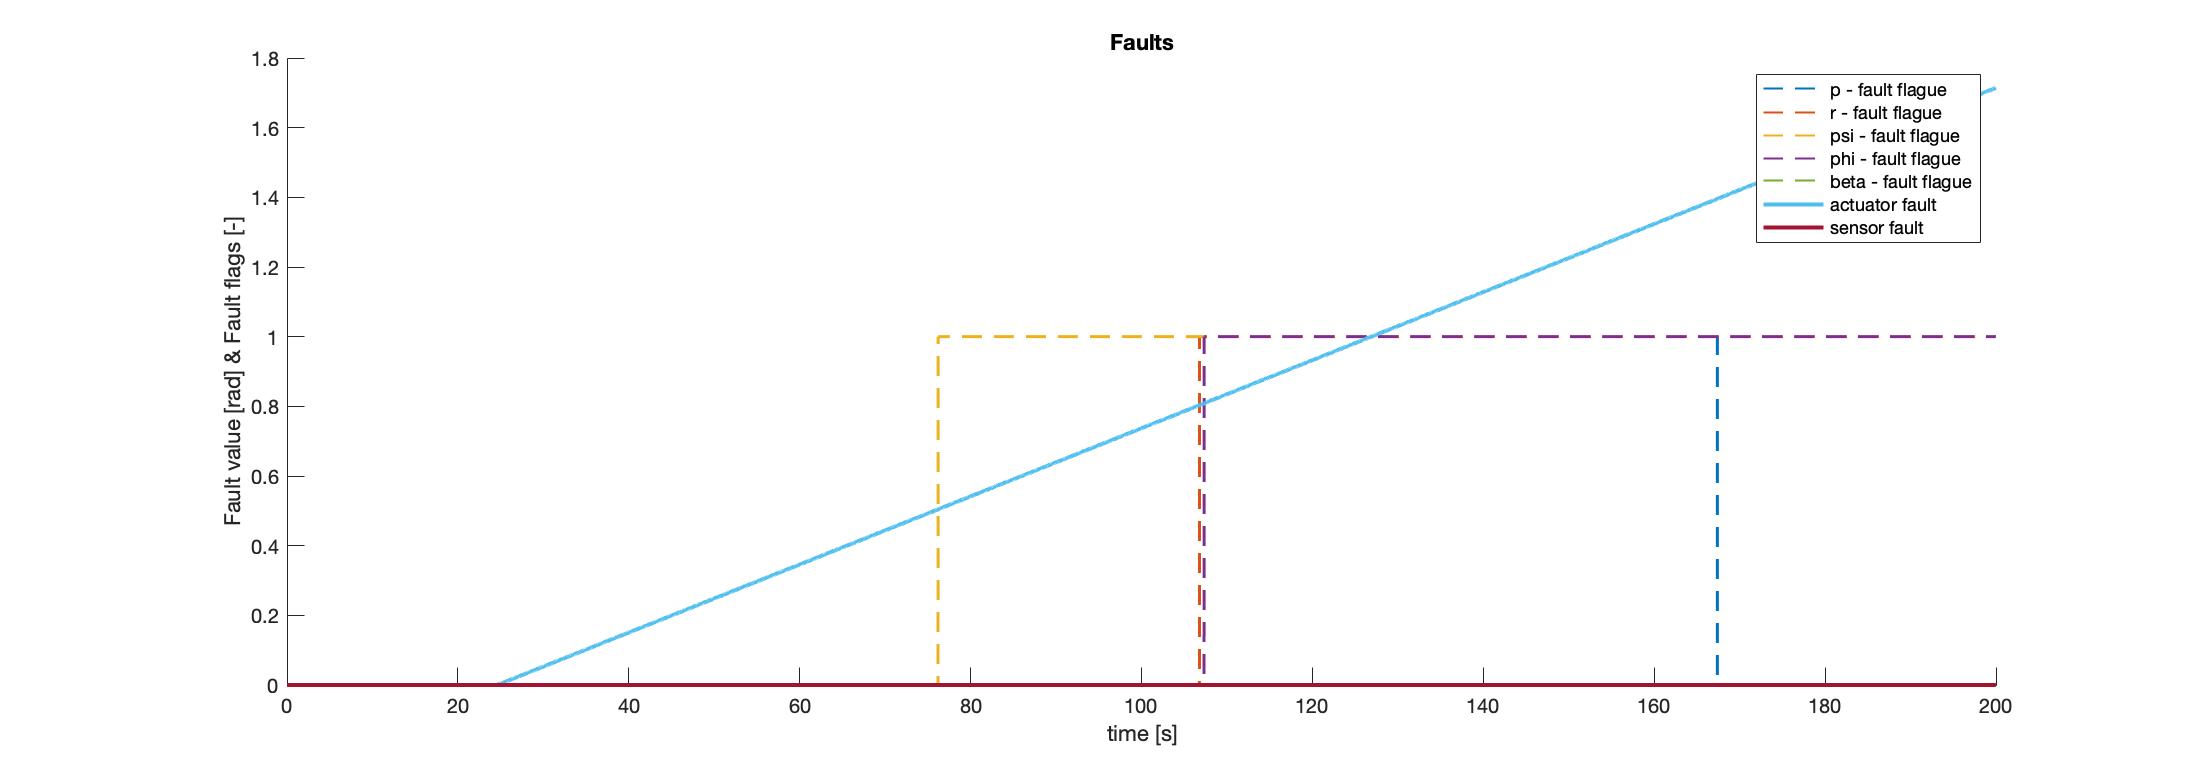 Faults
1.8
1.6
1.4
1.2
1
0.8
0.6
0.4
0.2
0
Fault value [rad] & Fault flags [-]
p - fault flague
r - fault flague
psi - fault flague
phi - fault flague
beta - fault flague
actuator fault
sensor fault
0 20 40 60 80 100 120 140 160 180 200
time [s]